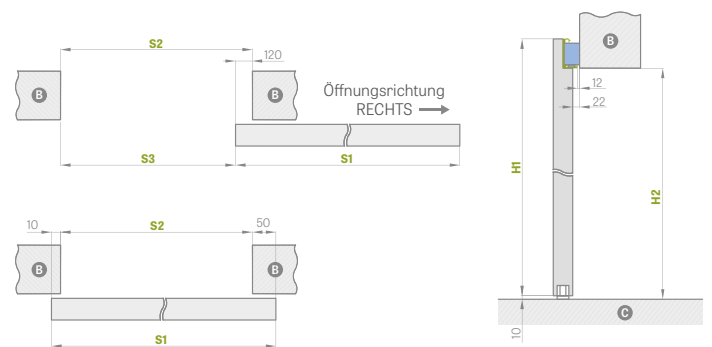 S2
120
B
B
Öffnungsrichtung
RECHTS
S3
S1
10
S2
50
B
B
S1
B
12
22
H1
H2
C
10